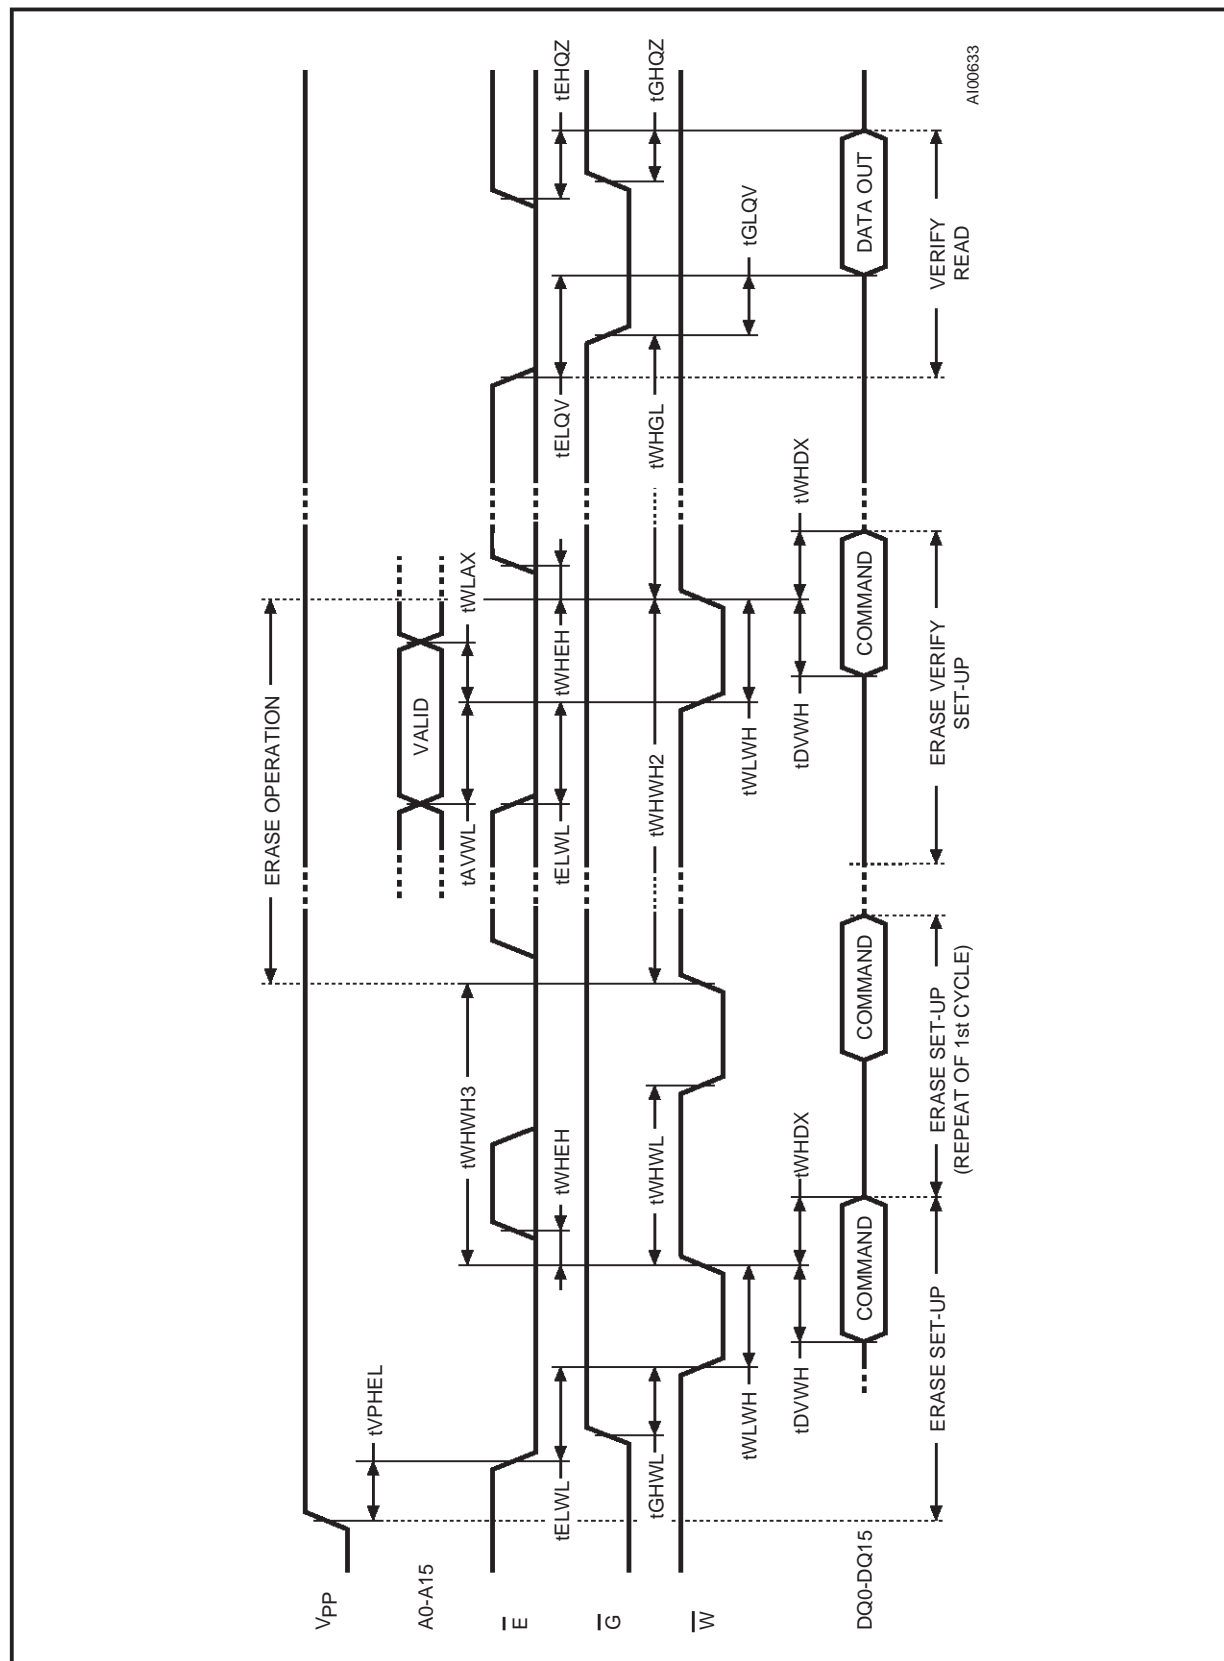 ERASE OPERATION
VPP
tVPHEL
A0-A15
VALID
tWHWH3
tAVWL
tWLAX
E
tELWL
tWHEH
tELWL
tWHEH
tELQV
tEHQZ
G
tGHWL
tWHWL
tWHWH2
tWHGL
tGHQZ
W
tWLWH
tWLWH
tGLQV
tDVWH
tWHDX
tDVWH
tWHDX
DQ0-DQ15
COMMAND
COMMAND
COMMAND
DATA OUT
ERASE SET-UP
ERASE SET-UP
(REPEAT OF 1st CYCLE)
ERASE VERIFY
SET-UP
VERIFY
READ
AI00633